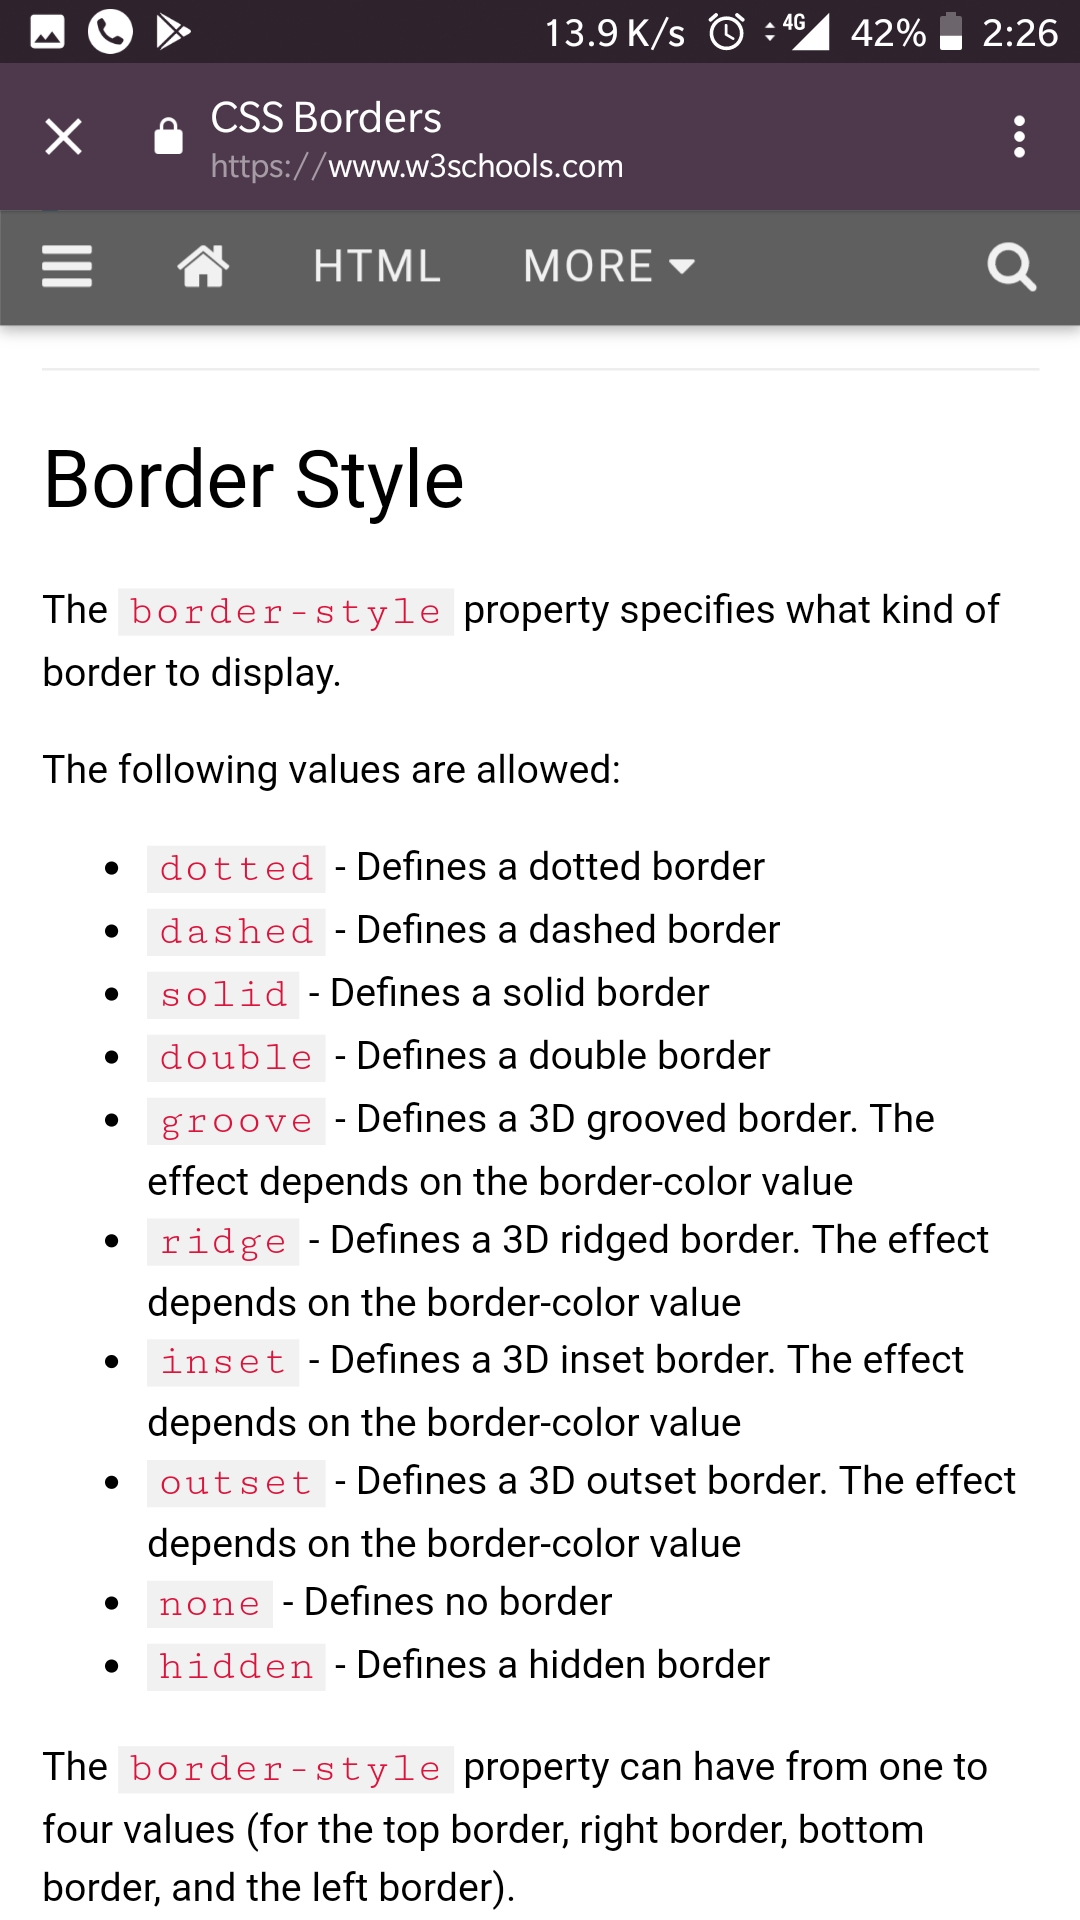 13.9 K/s 4G 42% 2:26
CSS Borders
https://www.w3schools.com
HTML MORE
Border Style
The border-style property specifies what kind of
border to display.
The following values are allowed:
• dotted - Defines a dotted border
• dashed - Defines a dashed border
• solid - Defines a solid border
• double - Defines a double border
• groove - Defines a 3D grooved border. The
effect depends on the border-color value
• ridge - Defines a 3D ridged border. The effect
depends on the border-color value
• inset - Defines a 3D inset border. The effect
depends on the border-color value
• outset - Defines a 3D outset border. The effect
depends on the border-color value
• none - Defines no border
• hidden - Defines a hidden border
The border-style property can have from one to
four values (for the top border, right border, bottom
border, and the left border).